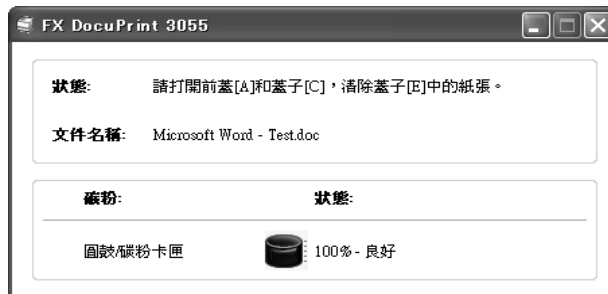 FX DocuPrint 3055
狀態: 請打開前蓋[A]和蓋子[C],清除蓋子[E]中的紙張。
文件名稱: Microsoft Word - Test.doc
碳粉: 狀態:
圓鼓/碳粉卡匣 100% - 良好